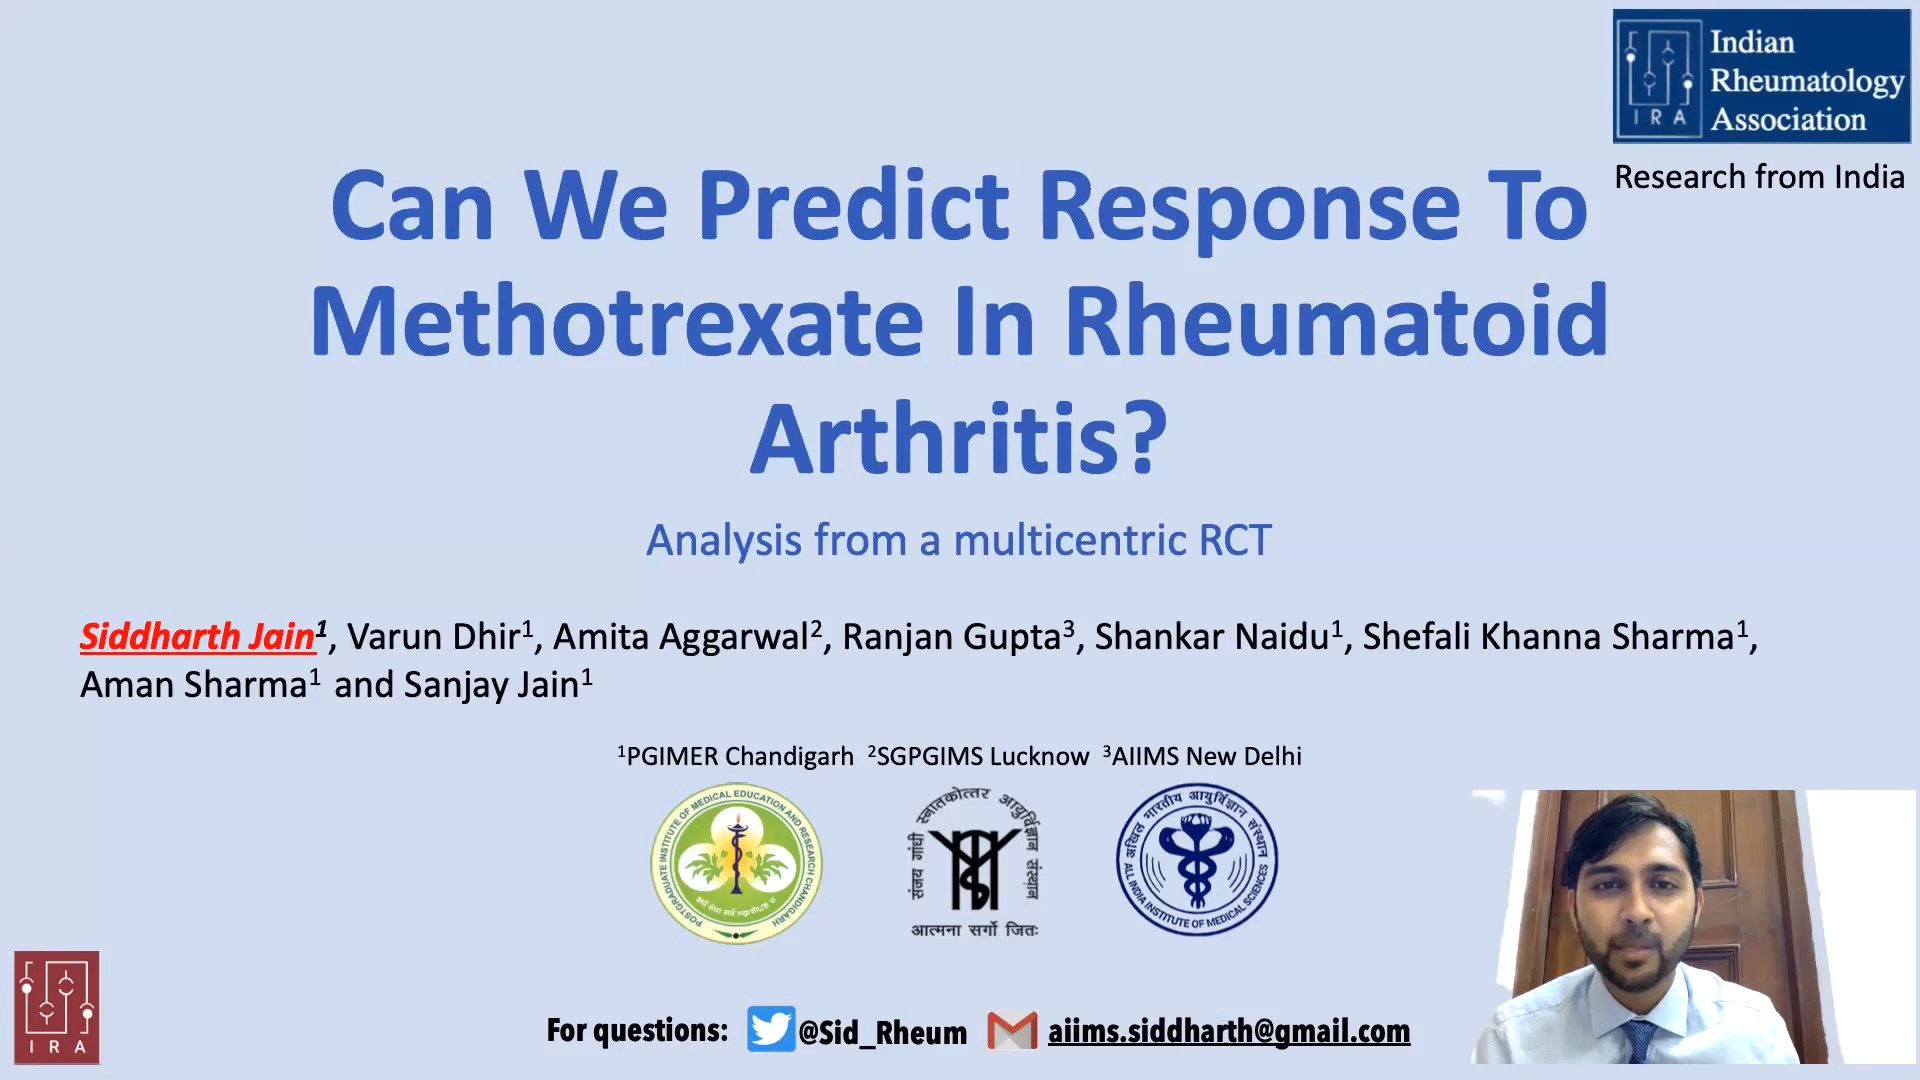 Indian
Rheumatology
Association
I R A
Research from India
Can We Predict Response To
Methotrexate In Rheumatoid
Arthritis?
Analysis from a multicentric RCT
Siddharth Jain¹, Varun Dhir¹, Amita Aggarwal², Ranjan Gupta³, Shankar Naidu¹, Shefali Khanna Sharma¹,
Aman Sharma¹ and Sanjay Jain¹
¹PGIMER Chandigarh ²SGPGIMS Lucknow ³AIIMS New Delhi
POSTGRADUATE INSTITUTE OF MEDICAL EDUCATION AND RESEARCH CHANDIGARH
संजय गांधी स्नातकोत्तर आयुर्विज्ञान संस्थान
आत्मना सर्गो जितः
अखिल भारतीय आयुर्विज्ञान संस्थान
ALL INDIA INSTITUTE OF MEDICAL SCIENCES
I R A
For questions: @Sid_Rheum aiims.siddharth@gmail.com